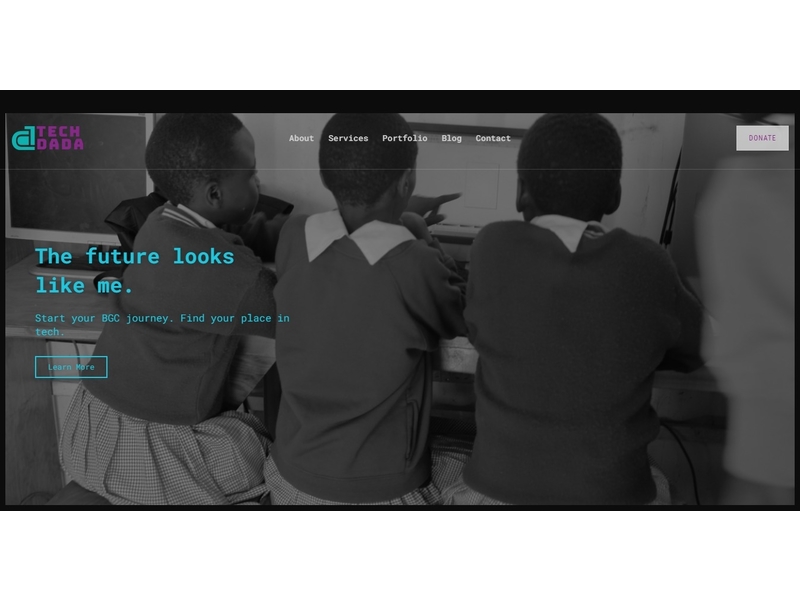 TECH
DADA
About Services Portfolio Blog Contact
DONATE
The future looks
like me.
Start your BGC journey. Find your place in
tech.
Learn More